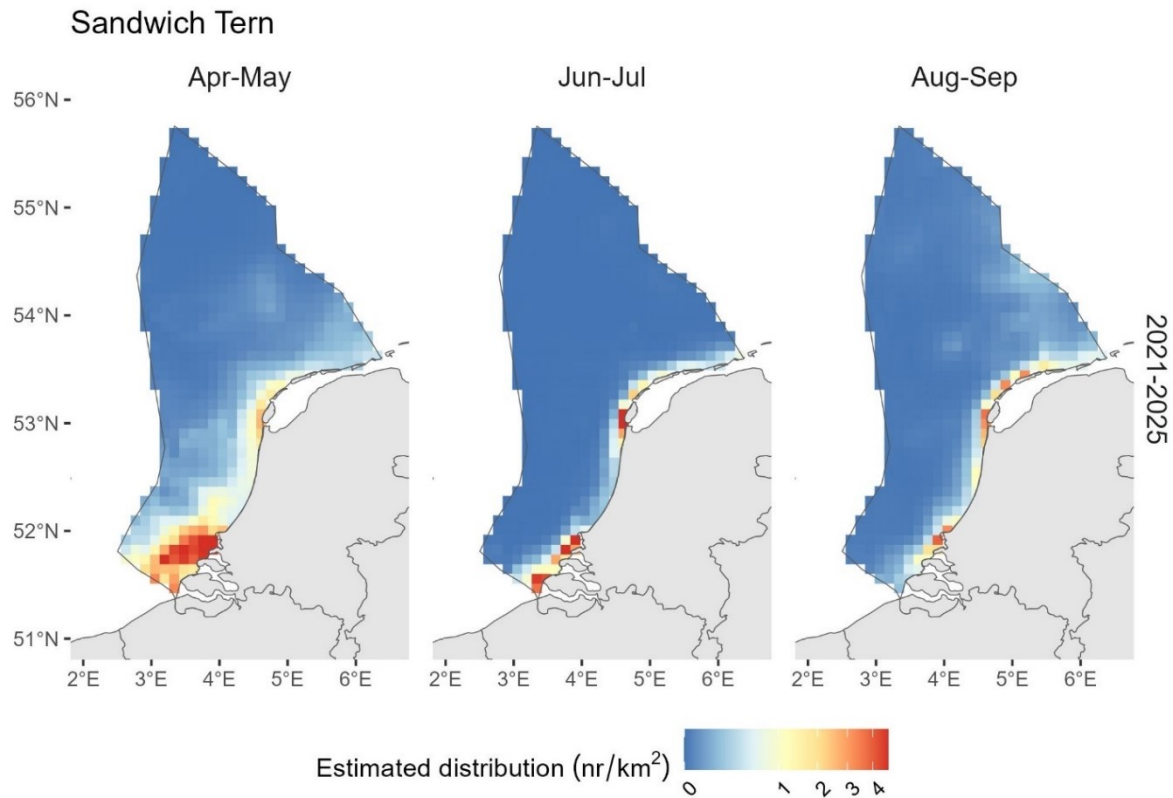 Sandwich Tern
Apr-May
Jun-Jul
Aug-Sep
56°N
55°N
54°N
53°N
52°N
51°N
2021-2025
2°E 3°E 4°E 5°E 6°E
2°E 3°E 4°E 5°E 6°E
2°E 3°E 4°E 5°E 6°E
Estimated distribution (nr/km²)
0 1 2 3 4